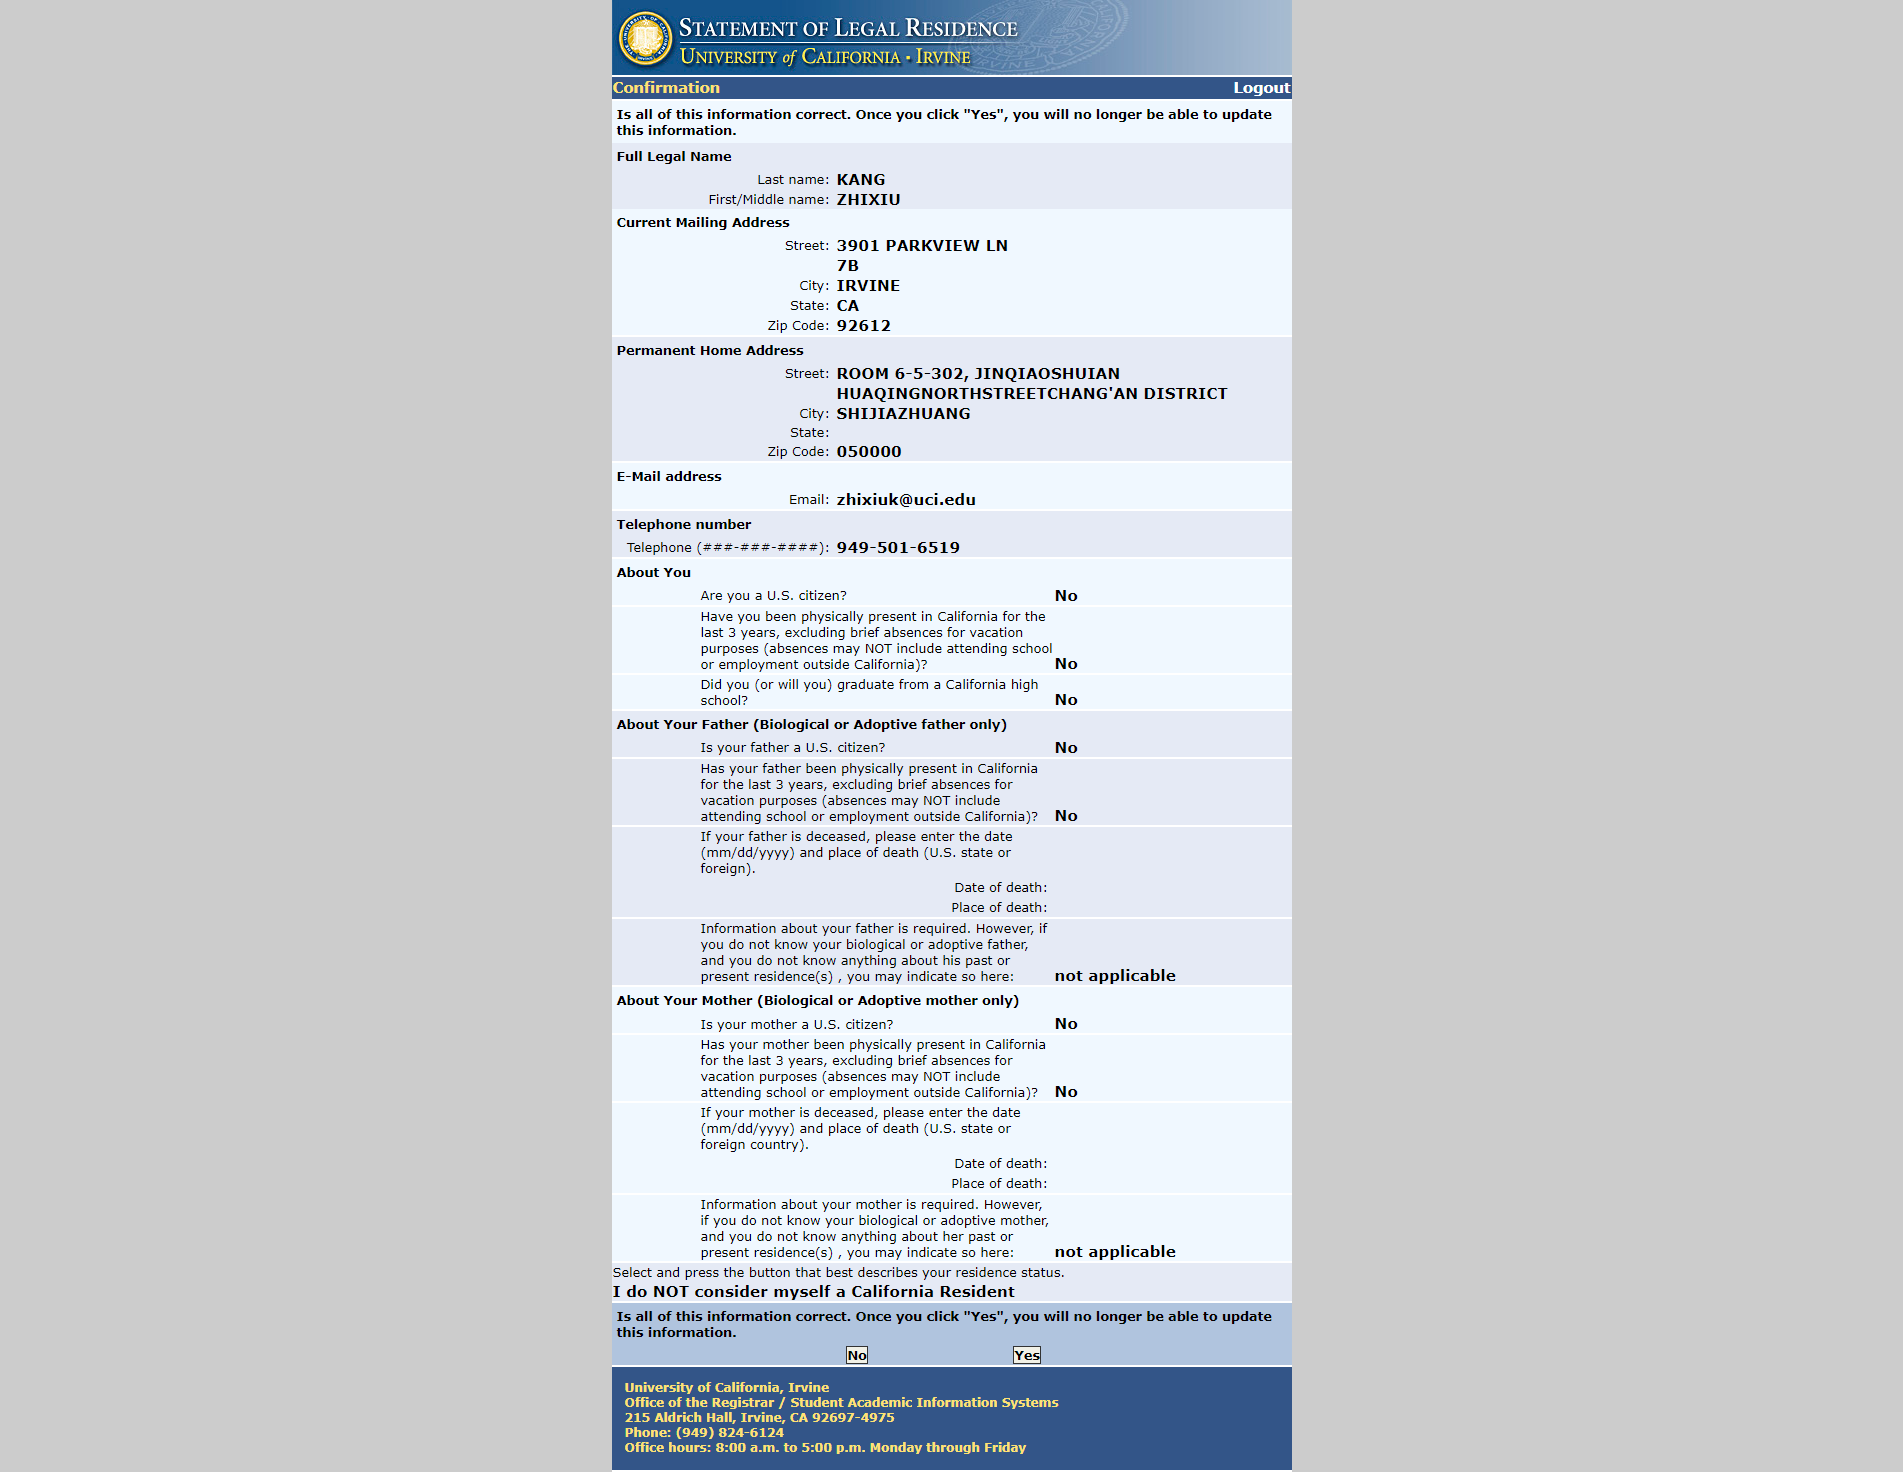 STATEMENT OF LEGAL RESIDENCE
UNIVERSITY of CALIFORNIA • IRVINE
Confirmation Logout
Is all of this information correct. Once you click "Yes", you will no longer be able to update
this information.
Full Legal Name
Last name: KANG
First/Middle name: ZHIXIU
Current Mailing Address
Street: 3901 PARKVIEW LN
7B
City: IRVINE
State: CA
Zip Code: 92612
Permanent Home Address
Street: ROOM 6-5-302, JINQIAOSHUIAN
HUAQINGNORTHSTREETCHANG'AN DISTRICT
City: SHIJIAZHUANG
State:
Zip Code: 050000
E-Mail address
Email: zhixiuk@uci.edu
Telephone number
Telephone (###-###-####): 949-501-6519
About You
Are you a U.S. citizen? No
Have you been physically present in California for the
last 3 years, excluding brief absences for vacation
purposes (absences may NOT include attending school
or employment outside California)? No
Did you (or will you) graduate from a California high
school? No
About Your Father (Biological or Adoptive father only)
Is your father a U.S. citizen? No
Has your father been physically present in California
for the last 3 years, excluding brief absences for
vacation purposes (absences may NOT include
attending school or employment outside California)? No
If your father is deceased, please enter the date
(mm/dd/yyyy) and place of death (U.S. state or
foreign).
Date of death:
Place of death:
Information about your father is required. However, if
you do not know your biological or adoptive father,
and you do not know anything about his past or
present residence(s) , you may indicate so here: not applicable
About Your Mother (Biological or Adoptive mother only)
Is your mother a U.S. citizen? No
Has your mother been physically present in California
for the last 3 years, excluding brief absences for
vacation purposes (absences may NOT include
attending school or employment outside California)? No
If your mother is deceased, please enter the date
(mm/dd/yyyy) and place of death (U.S. state or
foreign country).
Date of death:
Place of death:
Information about your mother is required. However,
if you do not know your biological or adoptive mother,
and you do not know anything about her past or
present residence(s) , you may indicate so here: not applicable
Select and press the button that best describes your residence status.
I do NOT consider myself a California Resident
Is all of this information correct. Once you click "Yes", you will no longer be able to update
this information.
No Yes
University of California, Irvine
Office of the Registrar / Student Academic Information Systems
215 Aldrich Hall, Irvine, CA 92697-4975
Phone: (949) 824-6124
Office hours: 8:00 a.m. to 5:00 p.m. Monday through Friday